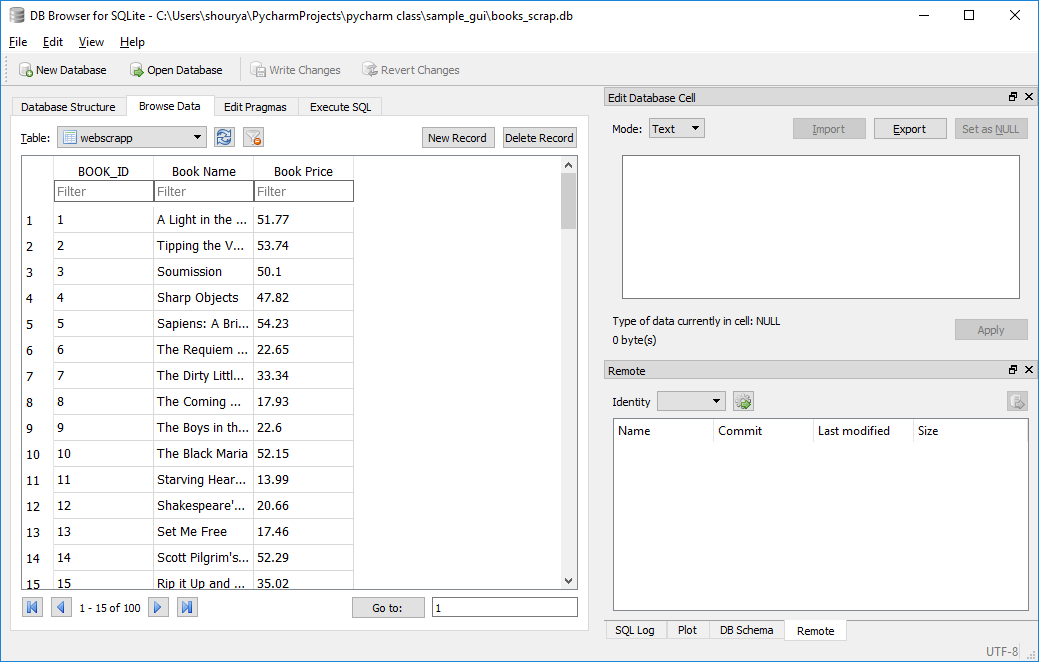 DB Browser for SQLite - C:\Users\shourya\PycharmProjects\pycharm class\sample_gui\books_scrap.db
File Edit View Help
New Database Open Database Write Changes Revert Changes
Database Structure Browse Data Edit Pragmas Execute SQL
Table: webscrapp New Record Delete Record
BOOK_ID Book Name Book Price
Filter Filter Filter
1 1 A Light in the ... 51.77
2 2 Tipping the V... 53.74
3 3 Soumission 50.1
4 4 Sharp Objects 47.82
5 5 Sapiens: A Bri... 54.23
6 6 The Requiem ... 22.65
7 7 The Dirty Littl... 33.34
8 8 The Coming ... 17.93
9 9 The Boys in th... 22.6
10 10 The Black Maria 52.15
11 11 Starving Hear... 13.99
12 12 Shakespeare'... 20.66
13 13 Set Me Free 17.46
14 14 Scott Pilgrim's... 52.29
15 15 Rip it Up and ... 35.02
1 - 15 of 100 Go to: 1
Edit Database Cell
Mode: Text Import Export Set as NULL
Type of data currently in cell: NULL
0 byte(s)
Apply
Remote
Identity
Name Commit Last modified Size
SQL Log Plot DB Schema Remote
UTF-8